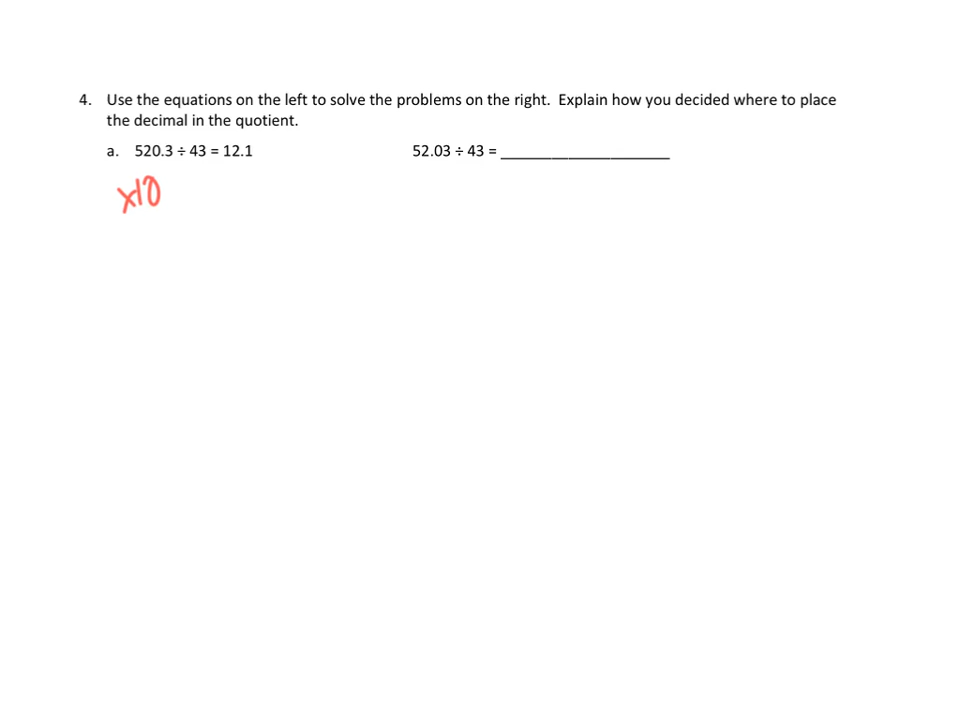 4. Use the equations on the left to solve the problems on the right. Explain how you decided where to place
the decimal in the quotient.
a. 520.3 ÷ 43 = 12.1 52.03 ÷ 43 = ____________________
x10